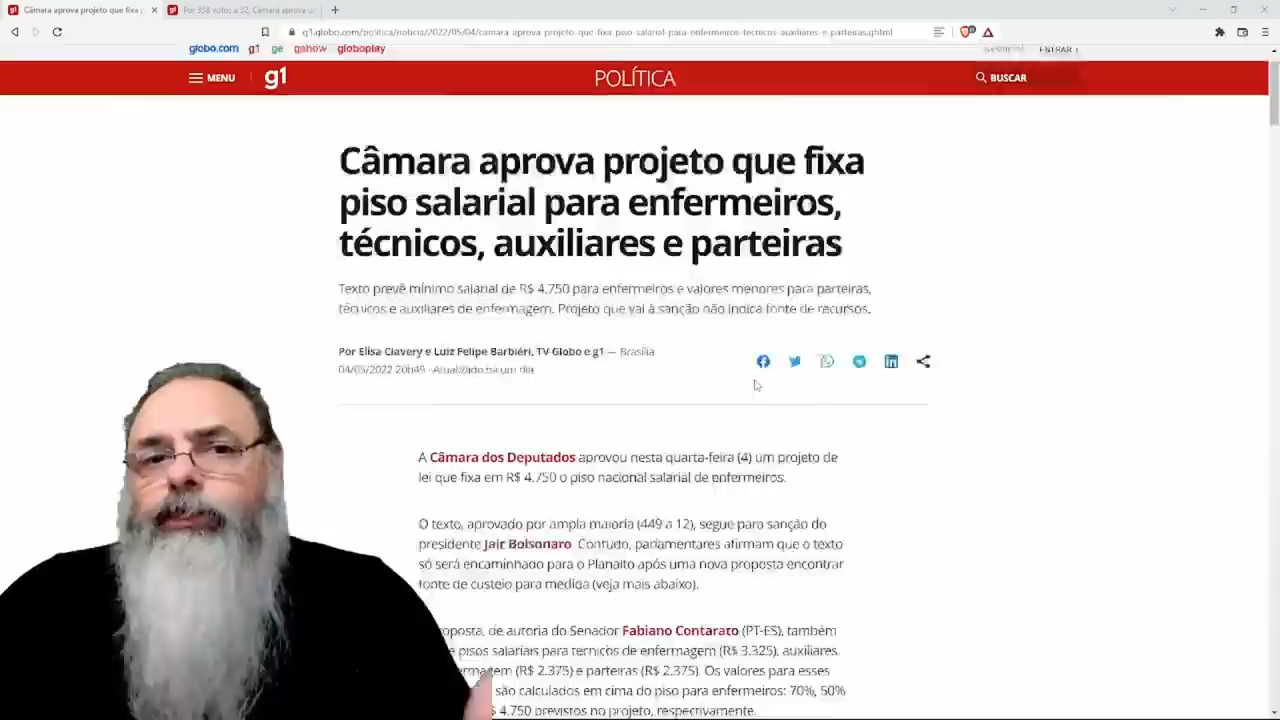 Câmara aprova projeto que fixa p
Por 358 votos a 32, Câmara aprova u
g1.globo.com/politica/noticia/2022/05/04/camara-aprova-projeto-que-fixa-piso-salarial-para-enfermeiros-tecnicos-auxiliares-e-parteiras.ghtml
globo.com g1 ge gshow globoplay
ENTRAR
MENU g1 POLÍTICA BUSCAR
Câmara aprova projeto que fixa
piso salarial para enfermeiros,
técnicos, auxiliares e parteiras
Texto prevê mínimo salarial de R$ 4.750 para enfermeiros e valores menores para parteiras,
técnicos e auxiliares de enfermagem. Projeto que vai à sanção não indica fonte de recursos.
Por Elisa Clavery e Luiz Felipe Barbiéri, TV Globo e g1 — Brasília
04/05/2022 20h49 · Atualizado há um dia
A Câmara dos Deputados aprovou nesta quarta-feira (4) um projeto de
lei que fixa em R$ 4.750 o piso nacional salarial de enfermeiros.
O texto, aprovado por ampla maioria (449 a 12), segue para sanção do
presidente Jair Bolsonaro. Contudo, parlamentares afirmam que o texto
só será encaminhado para o Planalto após uma nova proposta encontrar
fonte de custeio para medida (veja mais abaixo).
oposta, de autoria do Senador Fabiano Contarato (PT-ES), também
e pisos salariais para técnicos de enfermagem (R$ 3.325), auxiliares
rmagem (R$ 2.375) e parteiras (R$ 2.375). Os valores para esses
são calculados em cima do piso para enfermeiros: 70%, 50%
$ 4.750 previstos no projeto, respectivamente.